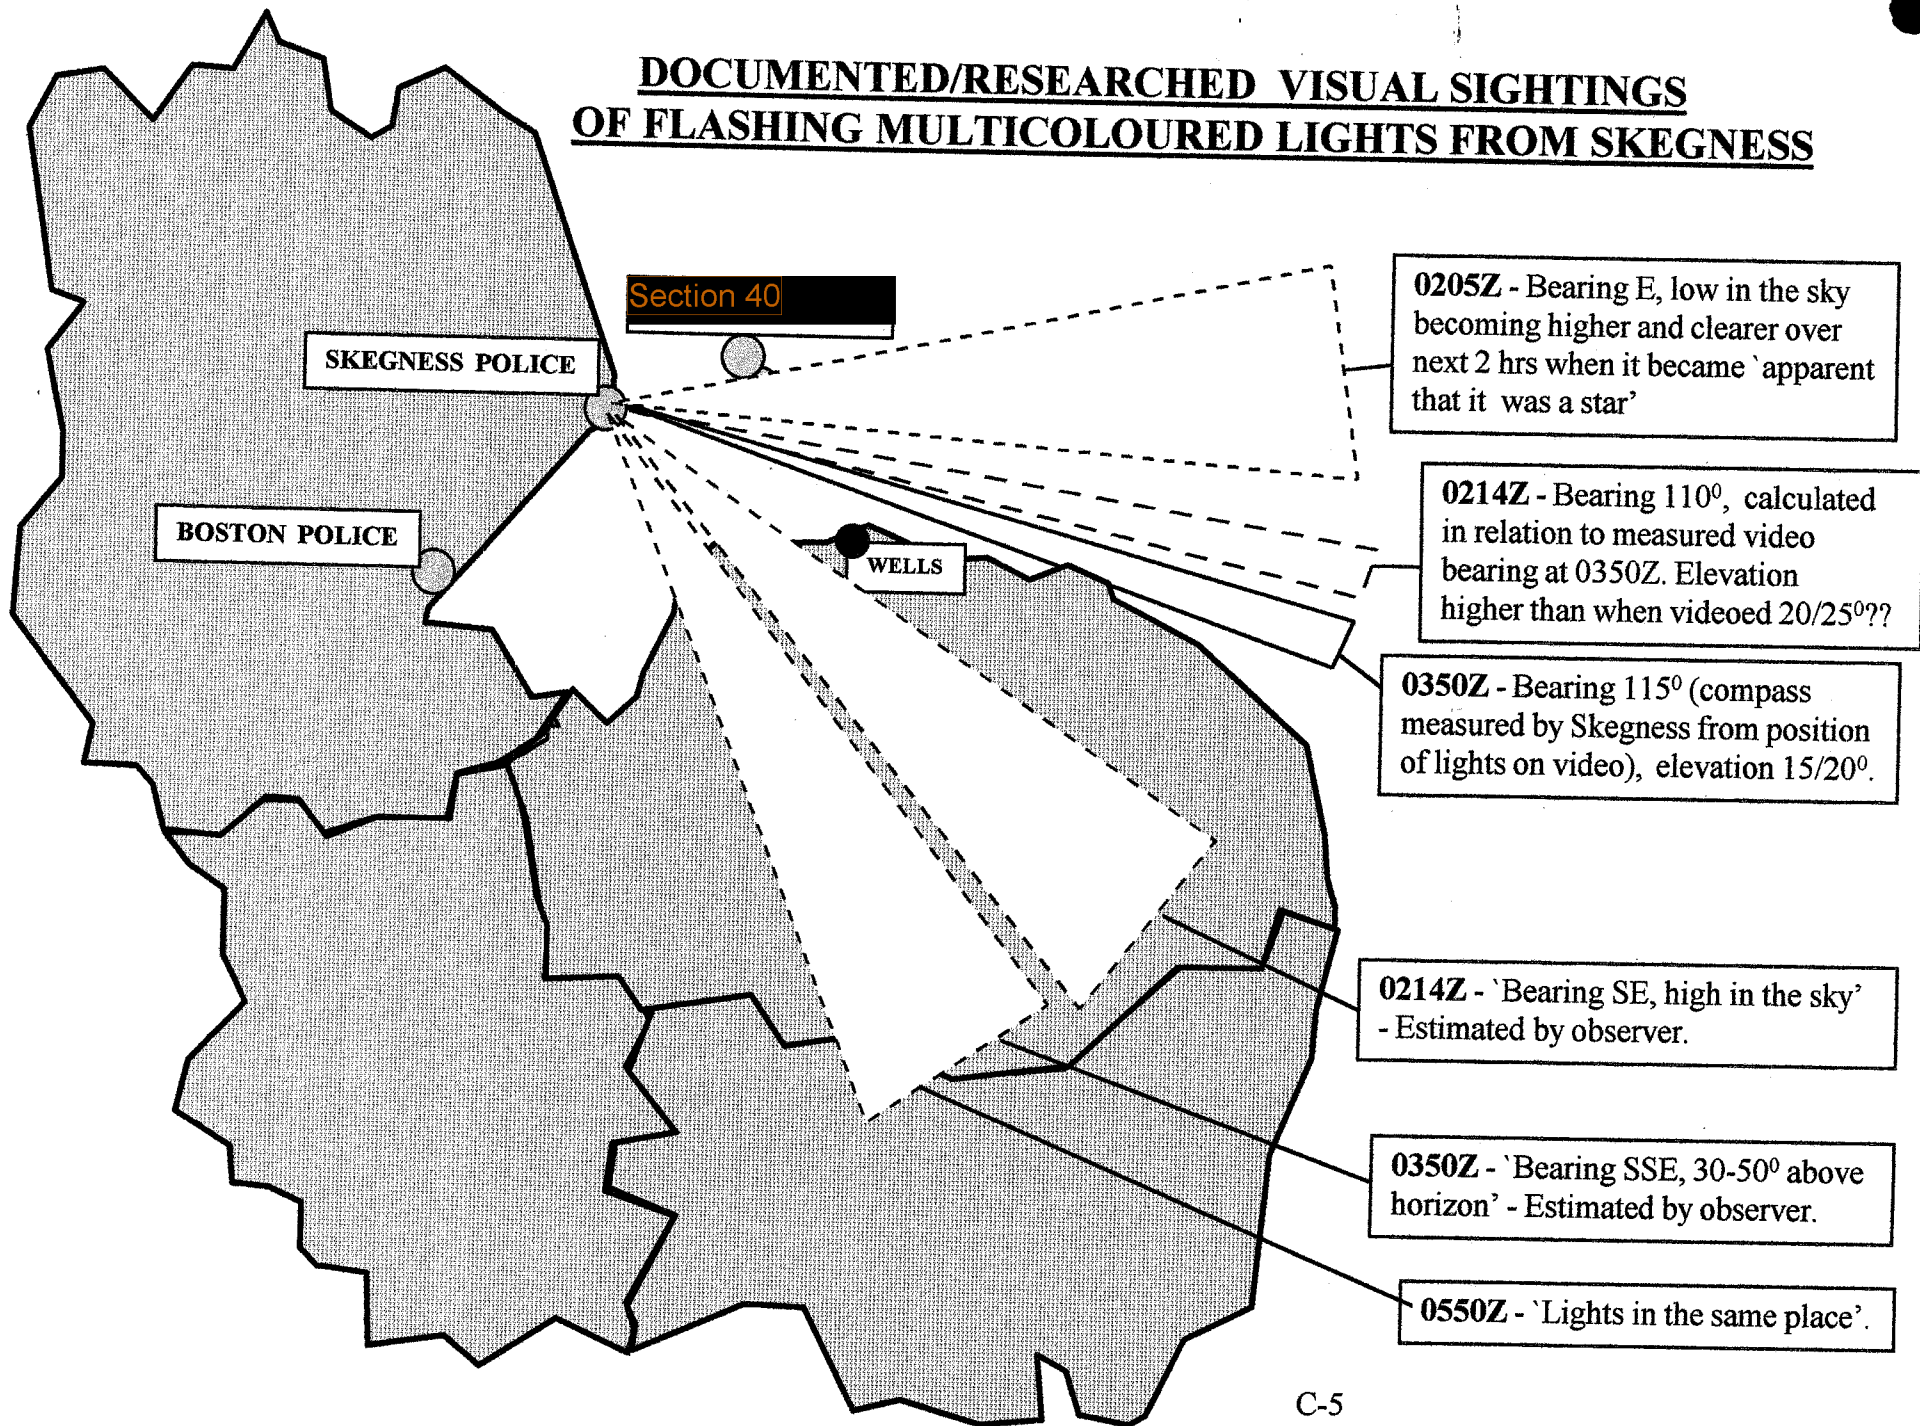 DOCUMENTED/RESEARCHED VISUAL SIGHTINGS
OF FLASHING MULTICOLOURED LIGHTS FROM SKEGNESS
Section 40
SKEGNESS POLICE
BOSTON POLICE
WELLS
0205Z - Bearing E, low in the sky
becoming higher and clearer over
next 2 hrs when it became `apparent
that it was a star'
0214Z - Bearing 110⁰, calculated
in relation to measured video
bearing at 0350Z. Elevation
higher than when videoed 20/25⁰??
0350Z - Bearing 115⁰ (compass
measured by Skegness from position
of lights on video), elevation 15/20⁰.
0214Z - `Bearing SE, high in the sky'
- Estimated by observer.
0350Z - `Bearing SSE, 30-50⁰ above
horizon' - Estimated by observer.
0550Z - `Lights in the same place'.
C-5